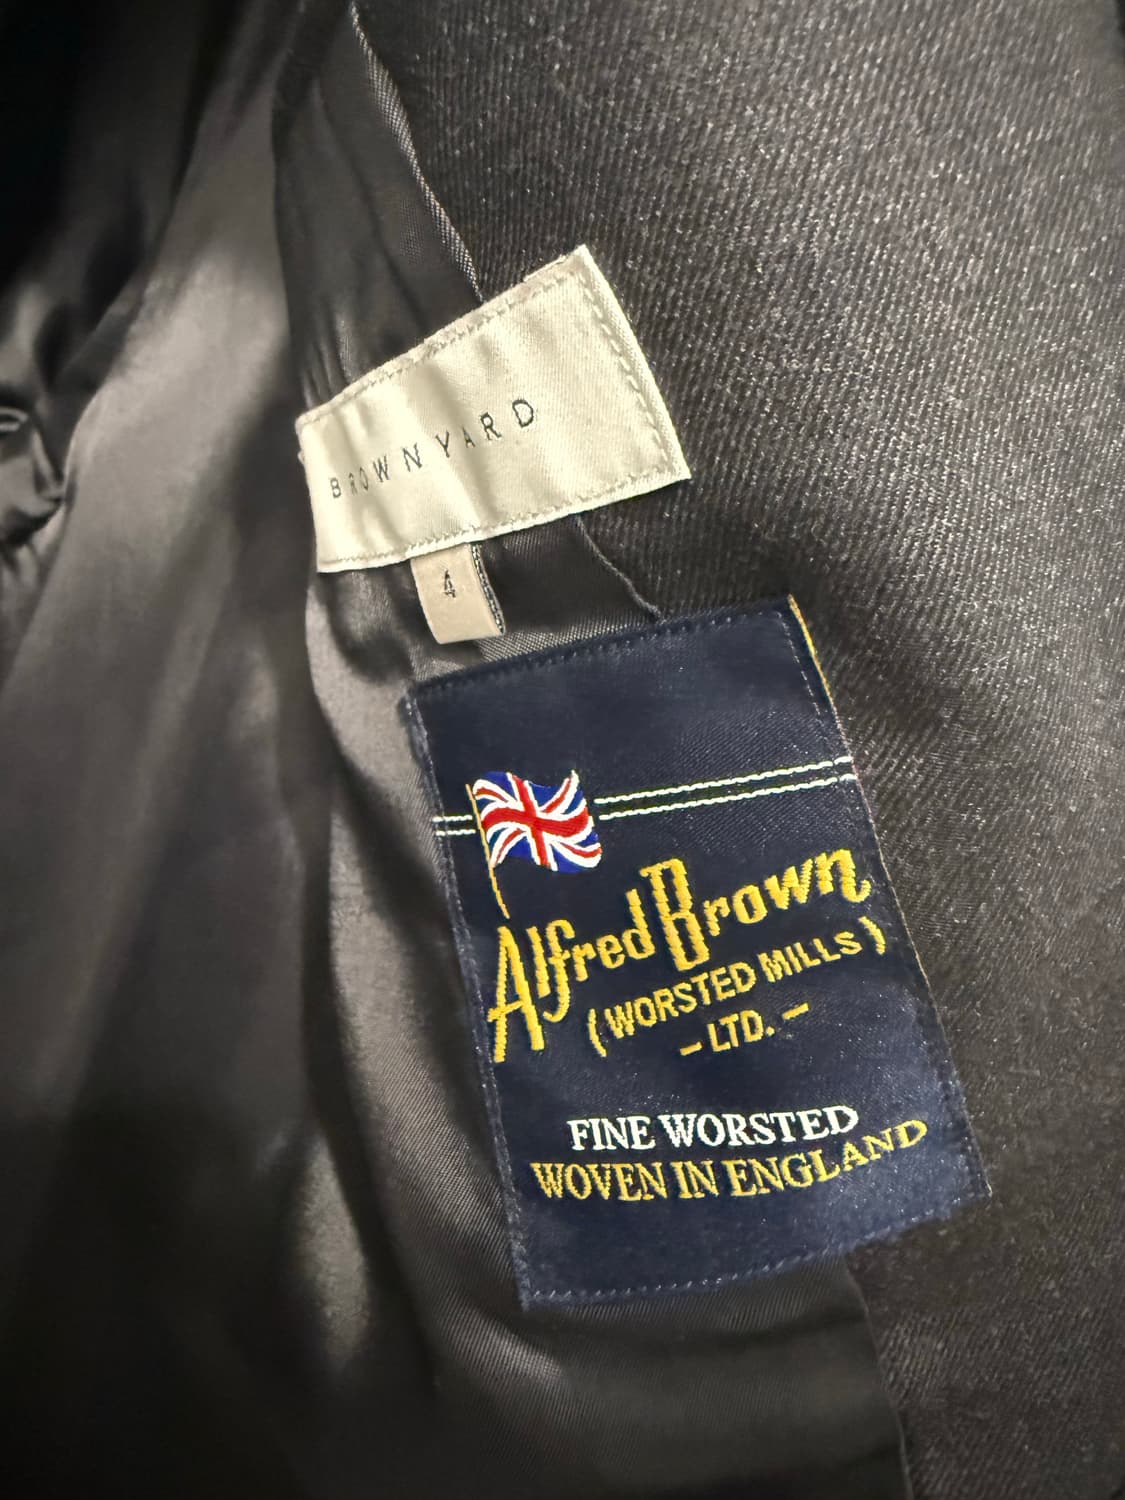 BROWNYARD
4
Alfred Brown
(WORSTED MILLS)
- LTD. -
FINE WORSTED
WOVEN IN ENGLAND